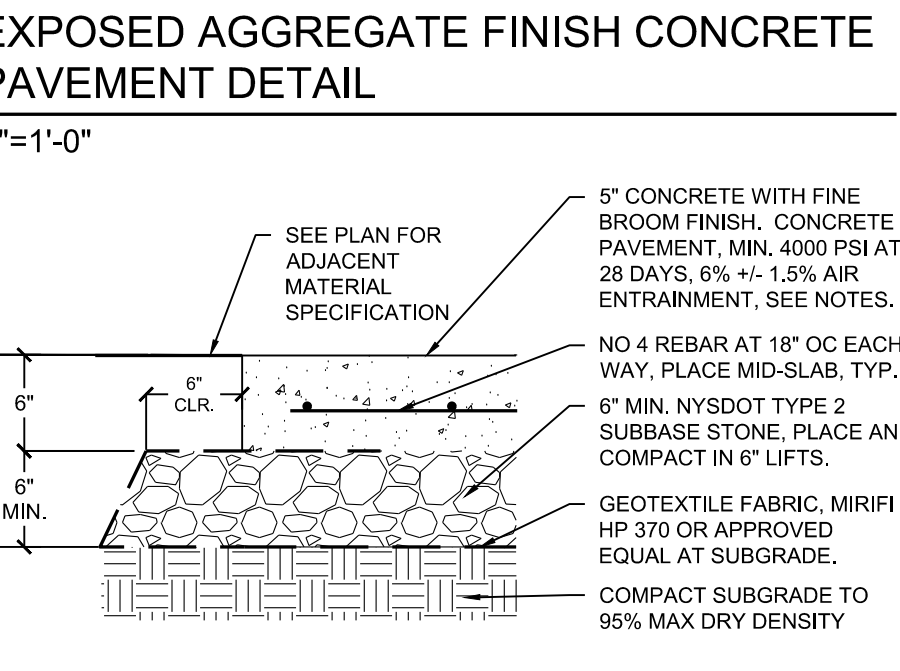 EXPOSED AGGREGATE FINISH CONCRETE
PAVEMENT DETAIL
"=1'-0"
SEE PLAN FOR
ADJACENT
MATERIAL
SPECIFICATION
5" CONCRETE WITH FINE
BROOM FINISH. CONCRETE
PAVEMENT, MIN. 4000 PSI AT
28 DAYS, 6% +/- 1.5% AIR
ENTRAINMENT, SEE NOTES.
NO 4 REBAR AT 18" OC EACH
WAY, PLACE MID-SLAB, TYP.
6" MIN. NYSDOT TYPE 2
SUBBASE STONE, PLACE AN
COMPACT IN 6" LIFTS.
GEOTEXTILE FABRIC, MIRIFI
HP 370 OR APPROVED
EQUAL AT SUBGRADE.
COMPACT SUBGRADE TO
95% MAX DRY DENSITY
6"
6"
CLR.
6"
MIN.